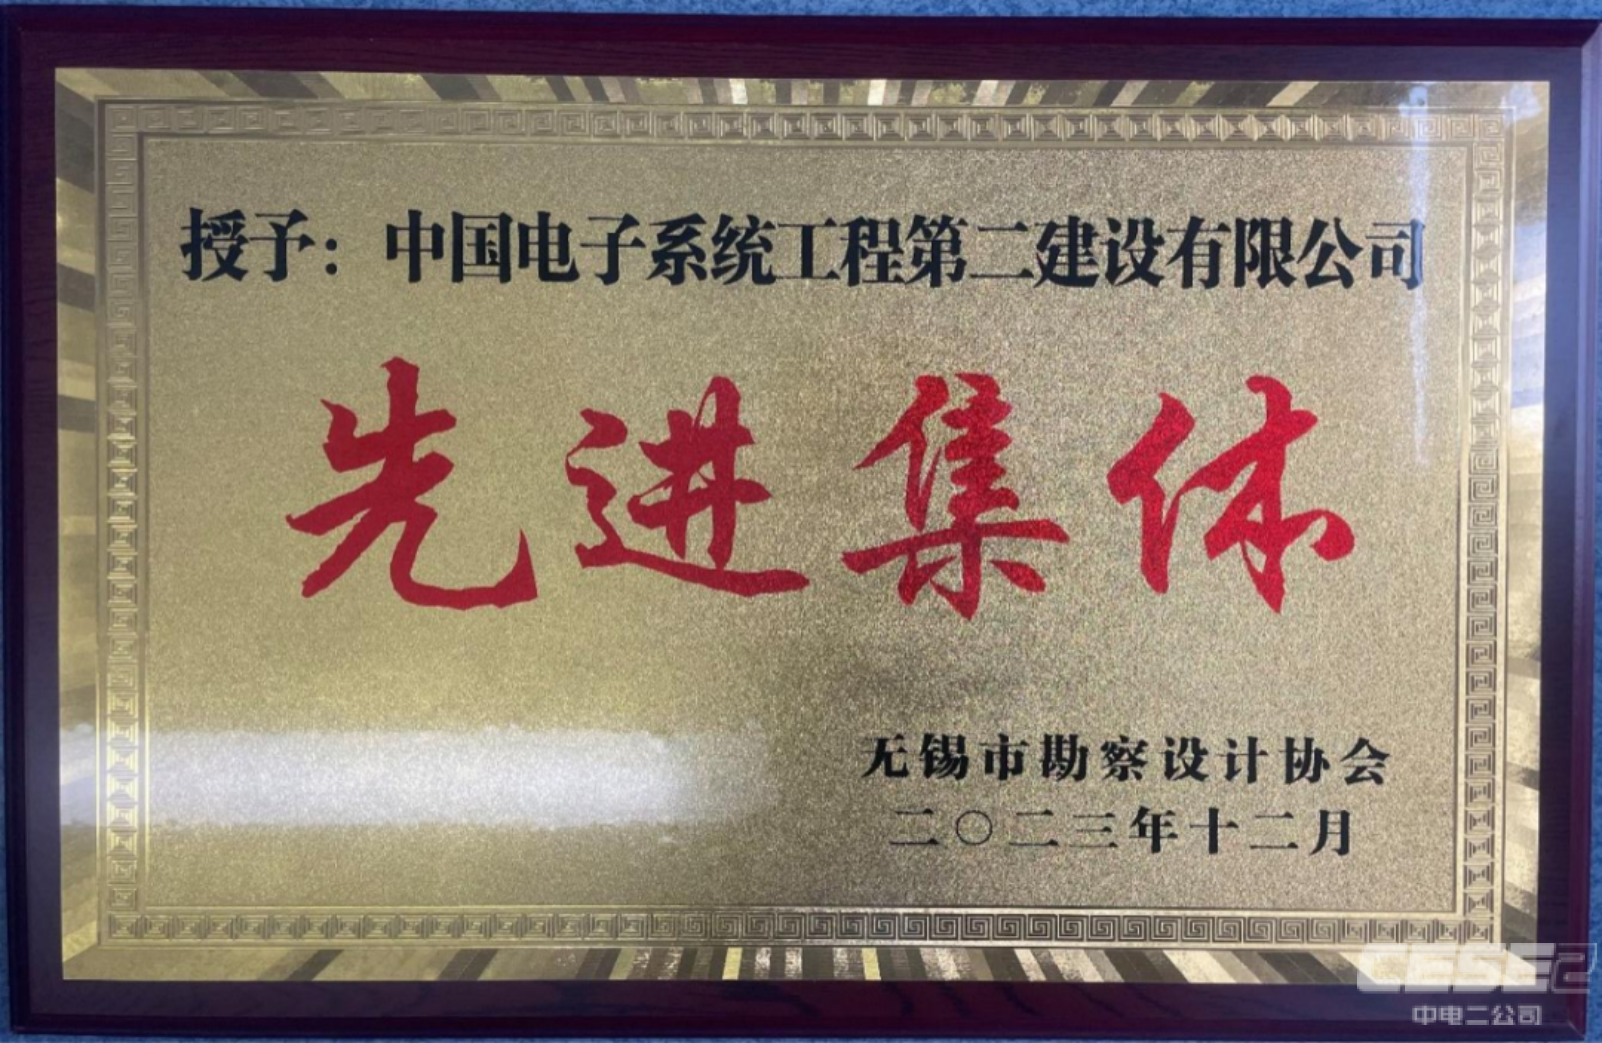 授予：中国电子系统工程第二建设有限公司
先进集体
无锡市勘察设计协会
二〇二三年十二月
CESE2
中电二公司